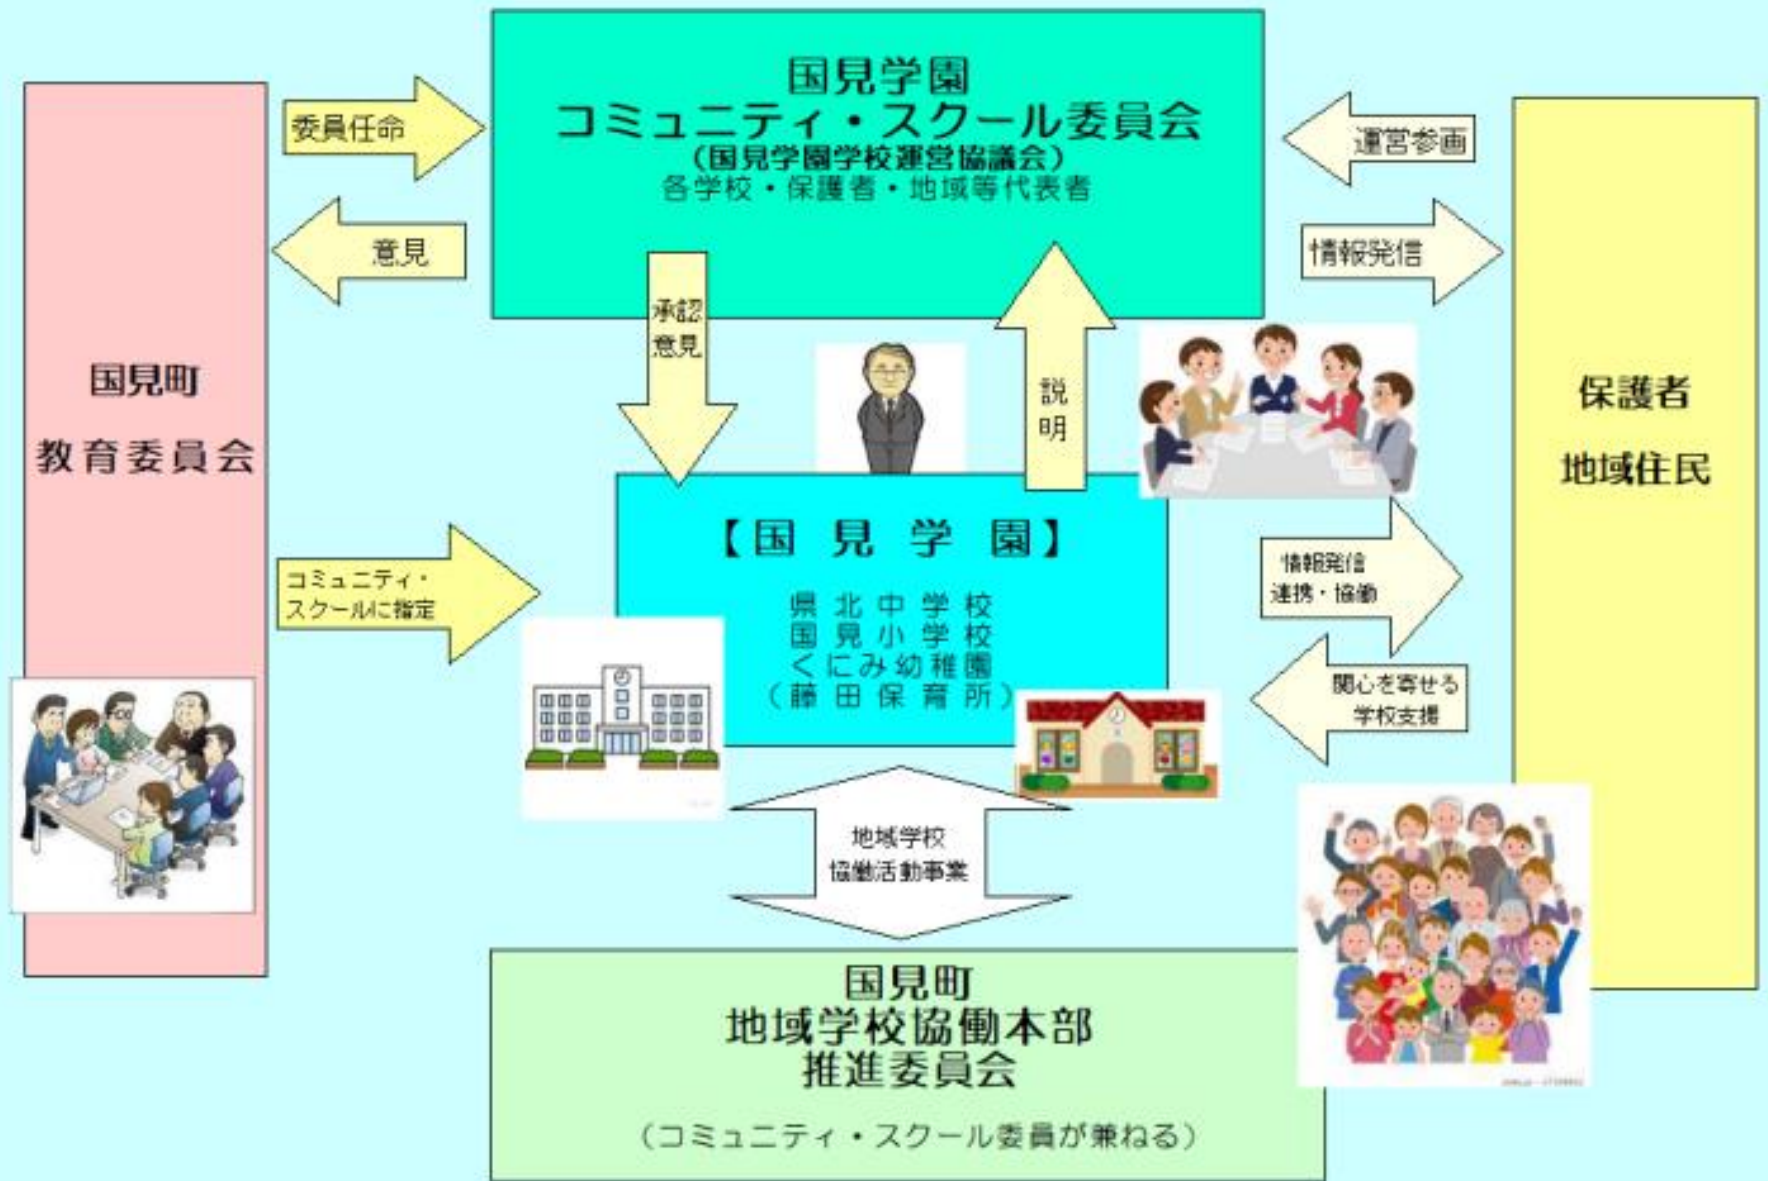 国見学園
コミュニティ・スクール委員会
（国見学園学校運営協議会）
各学校・保護者・地域等代表者
委員任命
意見
運営参画
情報発信
承認
意見
説
明
国見町
教育委員会
保護者
地域住民
【国見学園】
県北中学校
国見小学校
くにみ幼稚園
（藤田保育所）
コミュニティ・
スクールに指定
情報発信
連携・協働
関心を寄せる
学校支援
地域学校
協働活動事業
国見町
地域学校協働本部
推進委員会
（コミュニティ・スクール委員が兼ねる）